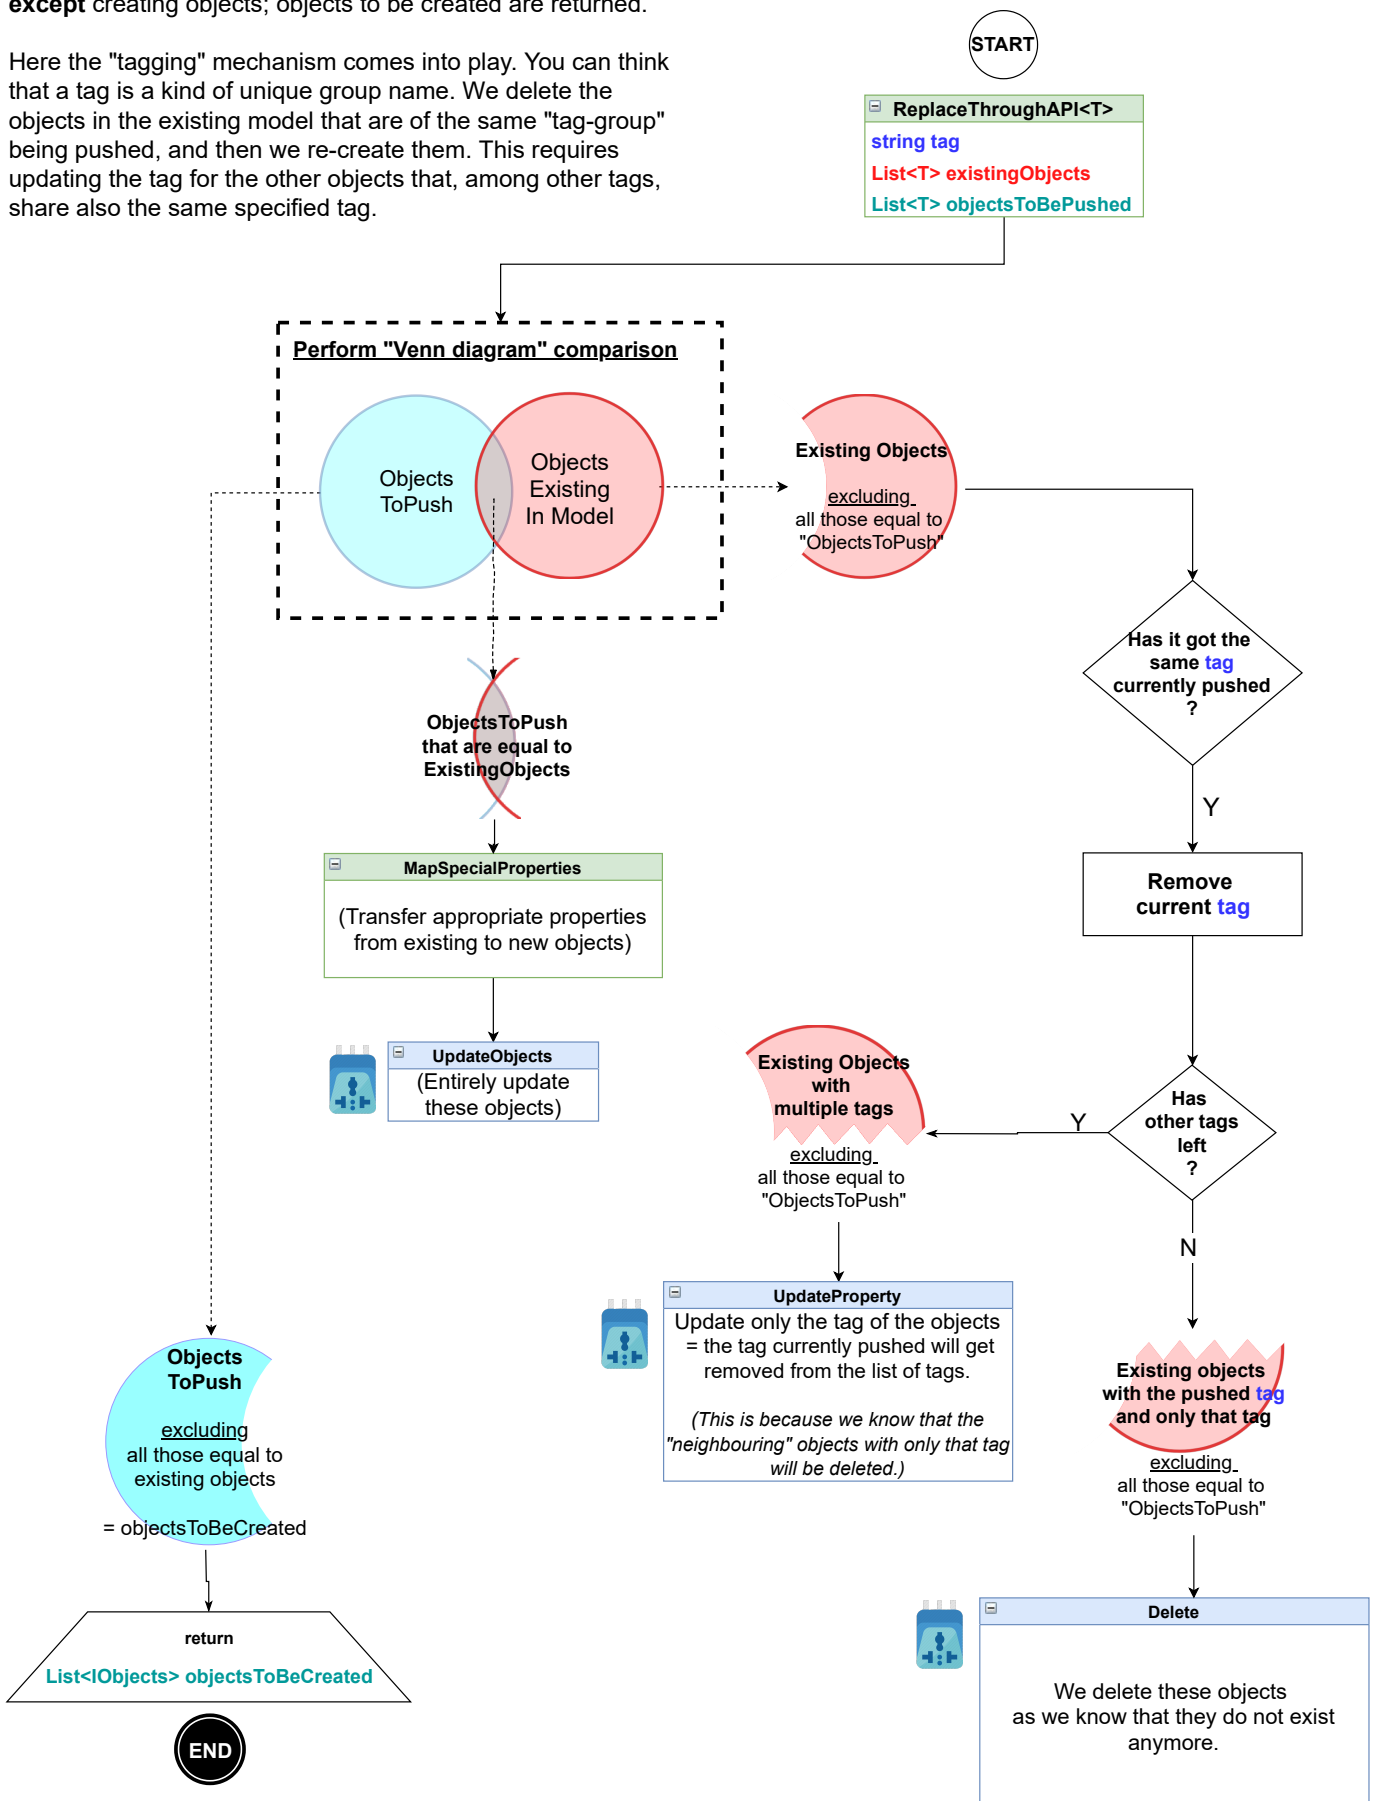 except creating objects; objects to be created are returned.
Here the "tagging" mechanism comes into play. You can think
that a tag is a kind of unique group name. We delete the
objects in the existing model that are of the same "tag-group"
being pushed, and then we re-create them. This requires
updating the tag for the other objects that, among other tags,
share also the same specified tag.
START
ReplaceThroughAPI<T>
string tag
List<T> existingObjects
List<T> objectsToBePushed
Perform "Venn diagram" comparison
Objects
ToPush
Objects
Existing
In Model
Existing Objects
excluding
all those equal to
"ObjectsToPush"
Has it got the
same tag
currently pushed
?
Y
Remove
current tag
ObjectsToPush
that are equal to
ExistingObjects
MapSpecialProperties
(Transfer appropriate properties
from existing to new objects)
UpdateObjects
(Entirely update
these objects)
Has
other tags
left
?
Y
N
Existing Objects
with
multiple tags
excluding
all those equal to
"ObjectsToPush"
UpdateProperty
Update only the tag of the objects
= the tag currently pushed will get
removed from the list of tags.
(This is because we know that the
"neighbouring" objects with only that tag
will be deleted.)
Existing objects
with the pushed tag
and only that tag
excluding
all those equal to
"ObjectsToPush"
Delete
We delete these objects
as we know that they do not exist
anymore.
Objects
ToPush
excluding
all those equal to
existing objects
= objectsToBeCreated
return
List<IObjects> objectsToBeCreated
END